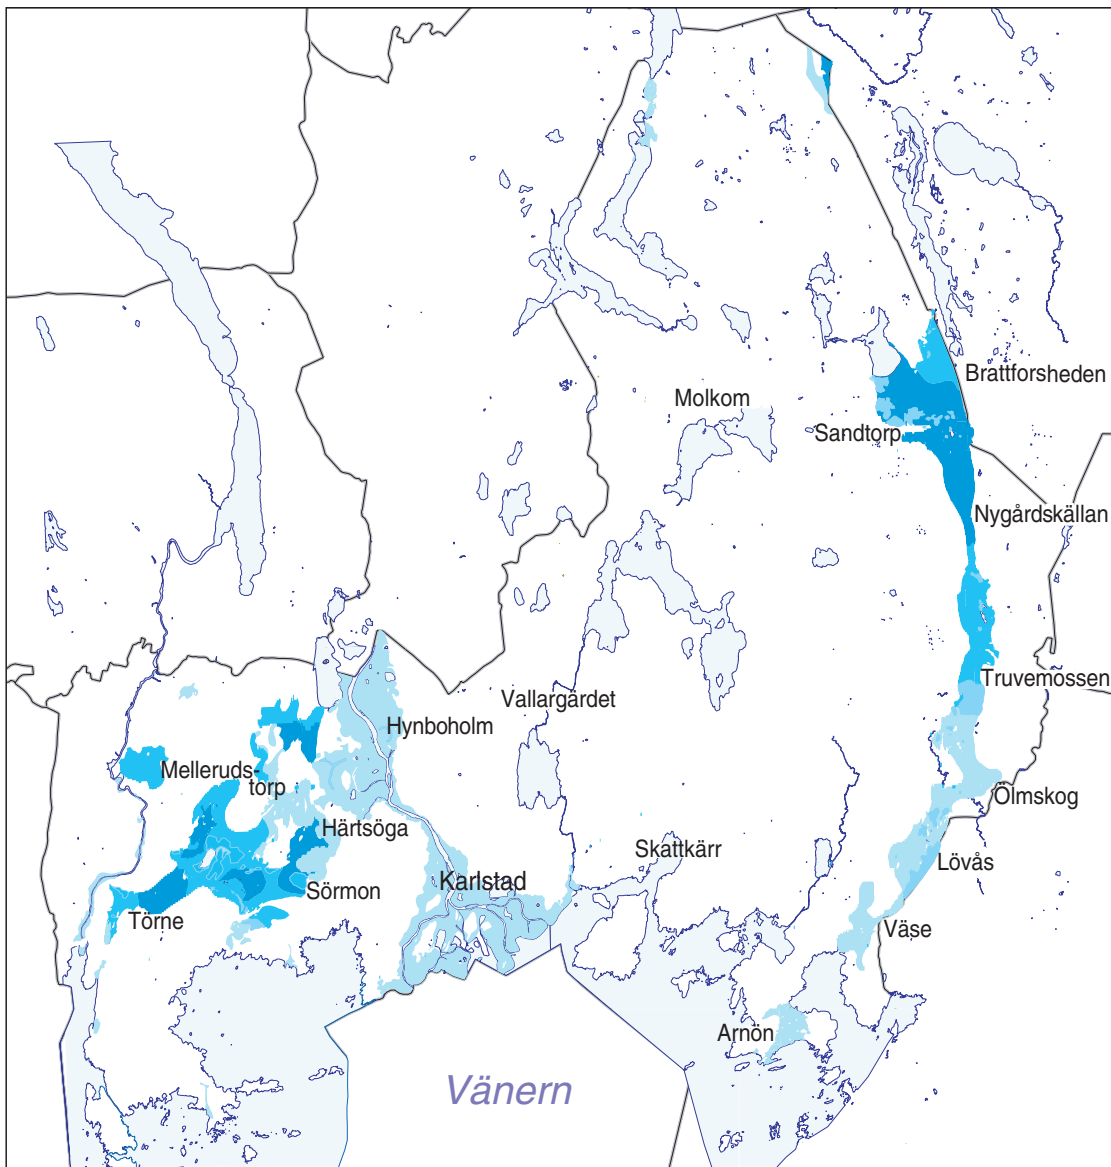 Brattforsheden
Molkom
Sandtorp
Nygårdskällan
Truvemossen
Vallargärdet
Hynboholm
Melleruds-
torp
Ölmskog
Härtsöga
Skattkärr
Lövås
Karlstad
Sörmon
Törne
Väse
Arnön
Vänern